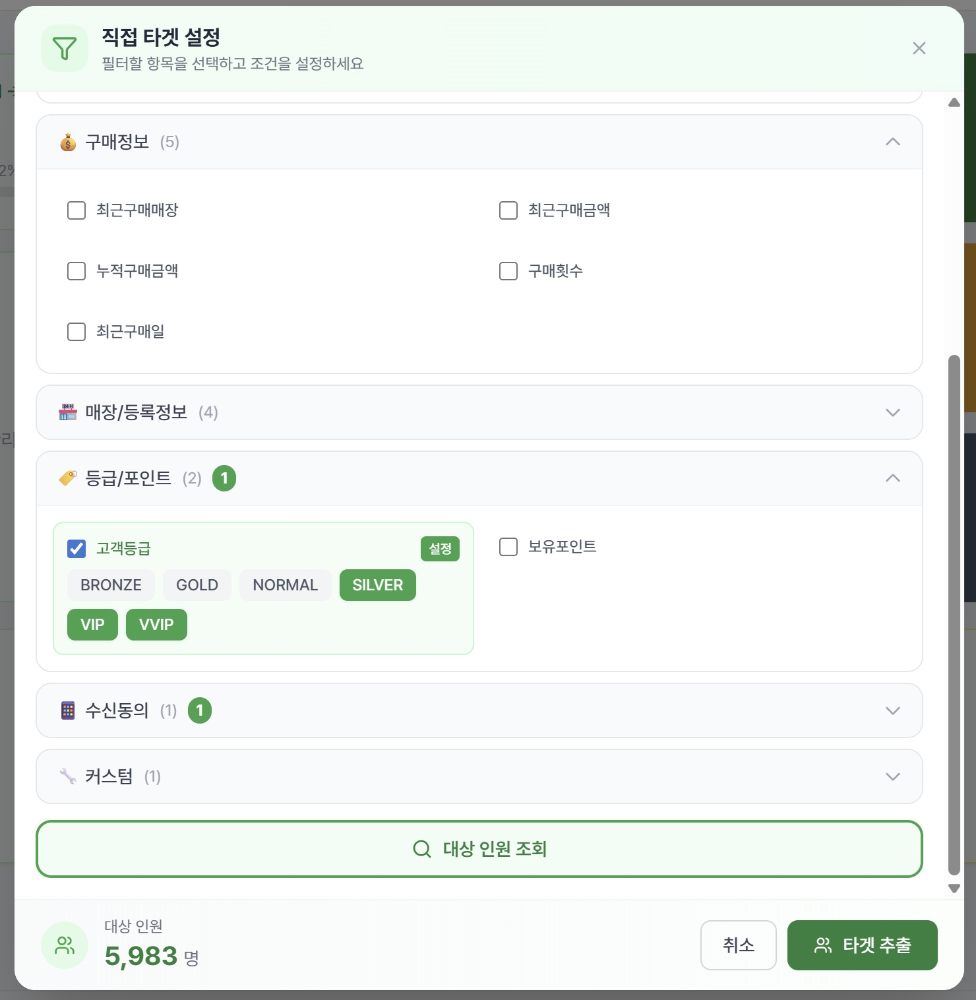 직접 타겟 설정
필터할 항목을 선택하고 조건을 설정하세요
구매정보 (5)
최근구매매장
최근구매금액
누적구매금액
구매횟수
최근구매일
매장/등록정보 (4)
등급/포인트 (2) 1
고객등급 설정
보유포인트
BRONZE GOLD NORMAL SILVER
VIP VVIP
수신동의 (1) 1
커스텀 (1)
대상 인원 조회
대상 인원
5,983 명
취소
타겟 추출
2%